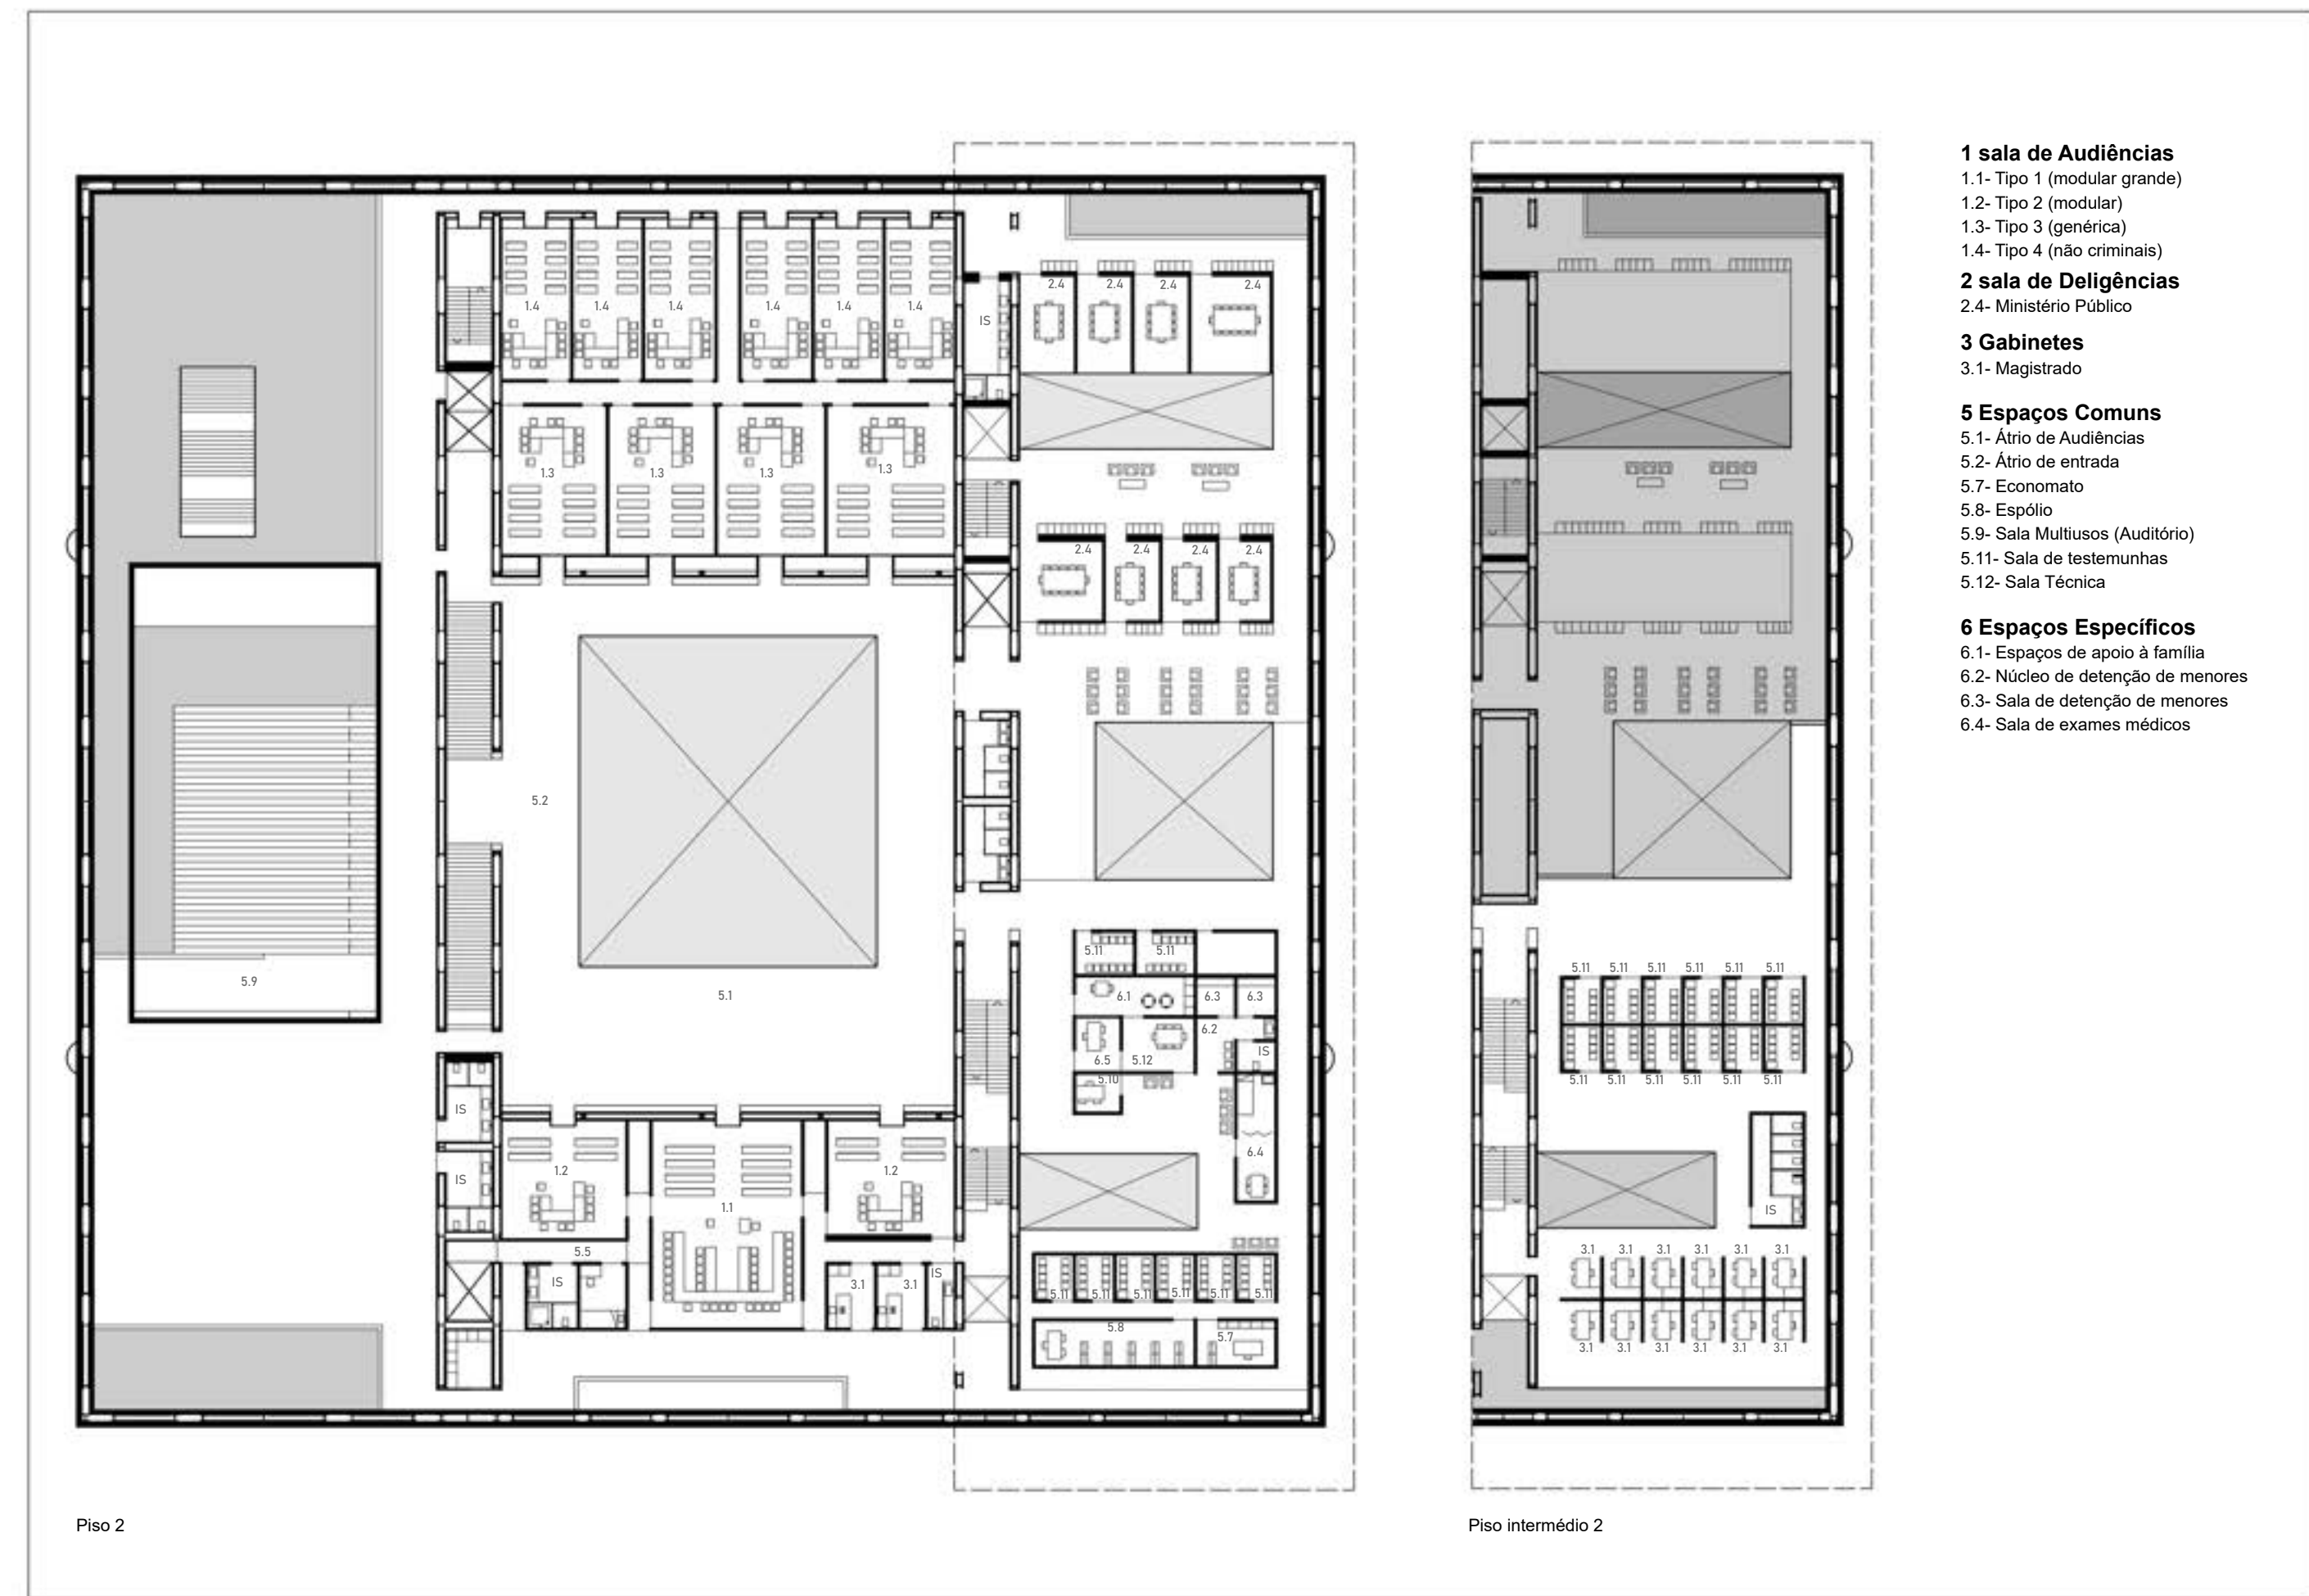 1.4 1.4 1.4 1.4 1.4 1.4
IS
2.4 2.4 2.4 2.4
1.3 1.3 1.3 1.3
2.4 2.4 2.4 2.4
5.2
5.1
5.9
5.11 5.11
6.1 6.3 6.3
6.2
6.5 5.12 IS
5.10
6.4
IS
IS
1.2 1.1 1.2
5.5
IS
3.1 3.1 IS
5.11 5.11 5.11 5.11 5.11 5.11
5.8 5.7
Piso 2
5.11 5.11 5.11 5.11 5.11 5.11
5.11 5.11 5.11 5.11 5.11 5.11
IS
3.1 3.1 3.1 3.1 3.1 3.1
3.1 3.1 3.1 3.1 3.1 3.1
Piso intermédio 2
1 sala de Audiências
1.1- Tipo 1 (modular grande)
1.2- Tipo 2 (modular)
1.3- Tipo 3 (genérica)
1.4- Tipo 4 (não criminais)
2 sala de Deligências
2.4- Ministério Público
3 Gabinetes
3.1- Magistrado
5 Espaços Comuns
5.1- Átrio de Audiências
5.2- Átrio de entrada
5.7- Economato
5.8- Espólio
5.9- Sala Multiusos (Auditório)
5.11- Sala de testemunhas
5.12- Sala Técnica
6 Espaços Específicos
6.1- Espaços de apoio à família
6.2- Núcleo de detenção de menores
6.3- Sala de detenção de menores
6.4- Sala de exames médicos